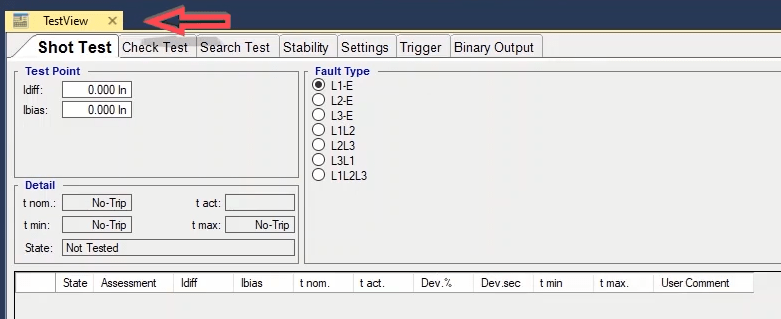 TestView
Shot Test Check Test Search Test Stability Settings Trigger Binary Output
Test Point
Idiff: 0.000 In
Ibias: 0.000 In
Fault Type
L1-E
L2-E
L3-E
L1L2
L2L3
L3L1
L1L2L3
Detail
t nom.: No-Trip t act:
t min: No-Trip t max: No-Trip
State: Not Tested
State Assessment Idiff Ibias t nom. t act. Dev.% Dev.sec t min t max. User Comment